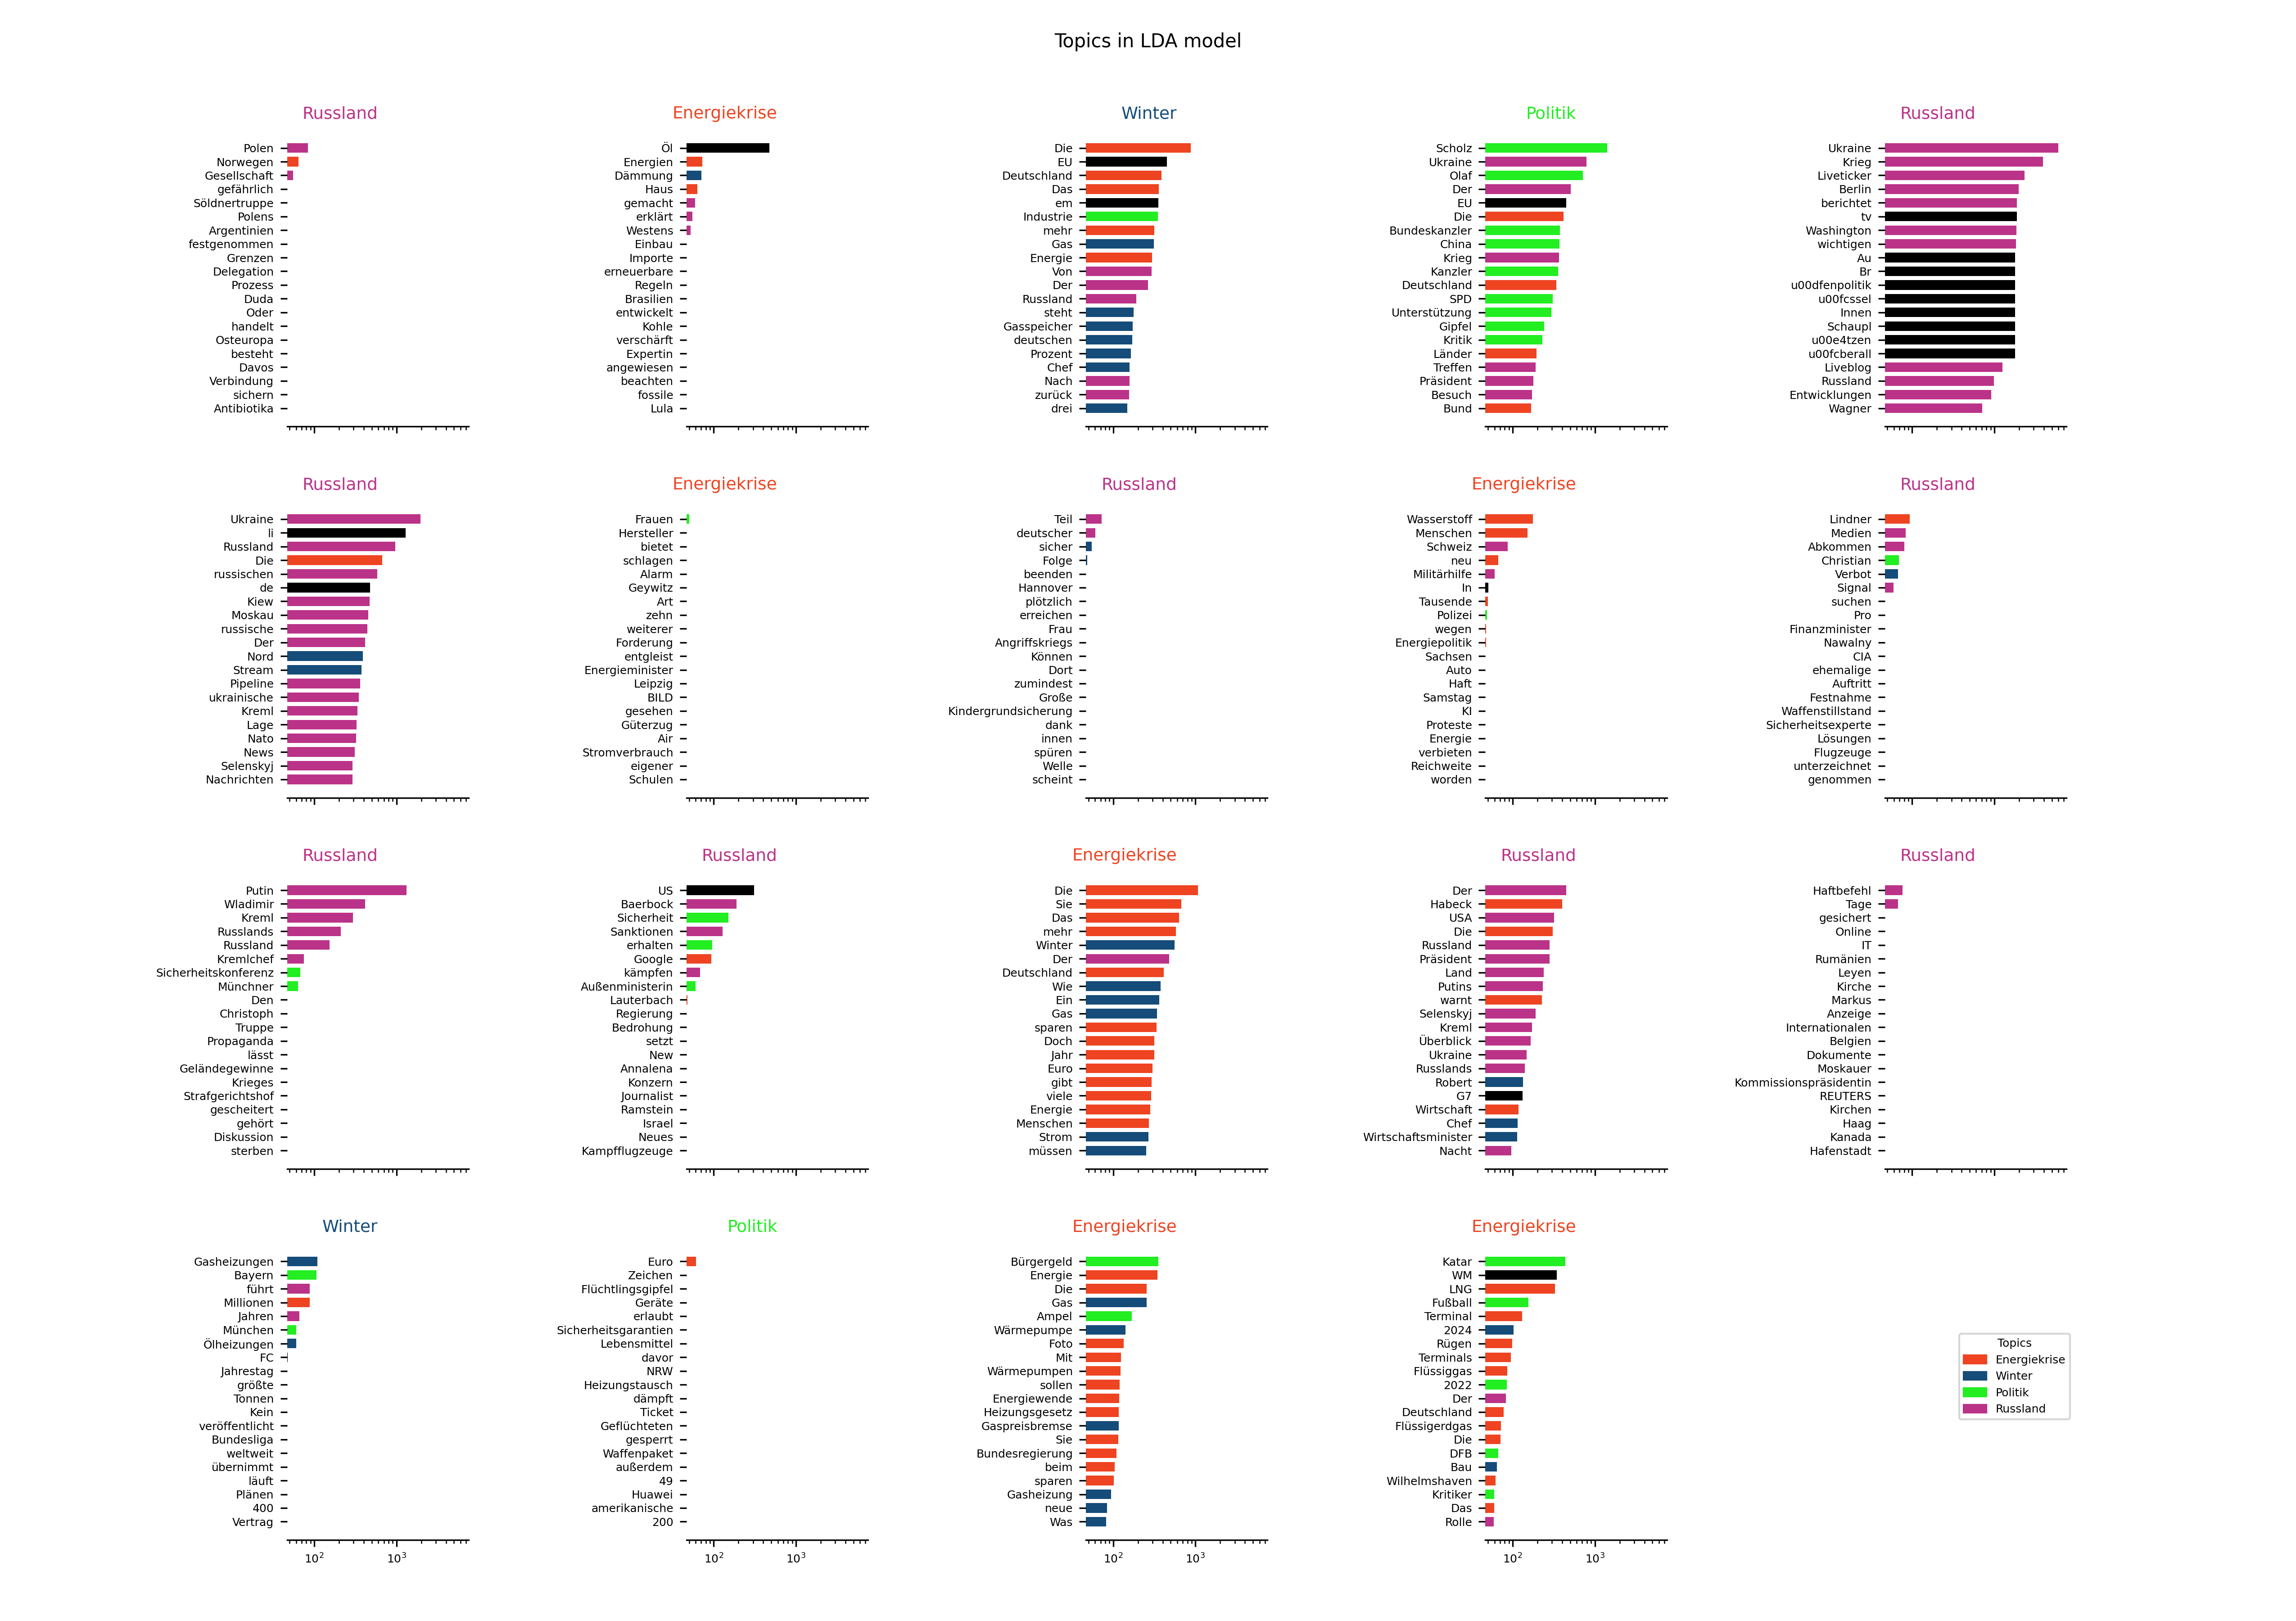 Topics in LDA model
Russland
Polen
Norwegen
Gesellschaft
gefährlich
Söldnertruppe
Polens
Argentinien
festgenommen
Grenzen
Delegation
Prozess
Duda
Oder
handelt
Osteuropa
besteht
Davos
Verbindung
sichern
Antibiotika
Energiekrise
Öl
Energien
Dämmung
Haus
gemacht
erklärt
Westens
Einbau
Importe
erneuerbare
Regeln
Brasilien
entwickelt
Kohle
verschärft
Expertin
angewiesen
beachten
fossile
Lula
Winter
Die
EU
Deutschland
Das
em
Industrie
mehr
Gas
Energie
Von
Der
Russland
steht
Gasspeicher
deutschen
Prozent
Chef
Nach
zurück
drei
Politik
Scholz
Ukraine
Olaf
Der
EU
Die
Bundeskanzler
China
Krieg
Kanzler
Deutschland
SPD
Unterstützung
Gipfel
Kritik
Länder
Treffen
Präsident
Besuch
Bund
Russland
Ukraine
Krieg
Liveticker
Berlin
berichtet
tv
Washington
wichtigen
Au
Br
u00dfenpolitik
u00fcssel
Innen
Schaupl
u00e4tzen
u00fcberall
Liveblog
Russland
Entwicklungen
Wagner
Russland
Ukraine
li
Russland
Die
russischen
de
Kiew
Moskau
russische
Der
Nord
Stream
Pipeline
ukrainische
Kreml
Lage
Nato
News
Selenskyj
Nachrichten
Energiekrise
Frauen
Hersteller
bietet
schlagen
Alarm
Geywitz
Art
zehn
weiterer
Forderung
entgleist
Energieminister
Leipzig
BILD
gesehen
Güterzug
Air
Stromverbrauch
eigener
Schulen
Russland
Teil
deutscher
sicher
Folge
beenden
Hannover
plötzlich
erreichen
Frau
Angriffskriegs
Können
Dort
zumindest
Große
Kindergrundsicherung
dank
innen
spüren
Welle
scheint
Energiekrise
Wasserstoff
Menschen
Schweiz
neu
Militärhilfe
In
Tausende
Polizei
wegen
Energiepolitik
Sachsen
Auto
Haft
Samstag
KI
Proteste
Energie
verbieten
Reichweite
worden
Russland
Lindner
Medien
Abkommen
Christian
Verbot
Signal
suchen
Pro
Finanzminister
Nawalny
CIA
ehemalige
Auftritt
Festnahme
Waffenstillstand
Sicherheitsexperte
Lösungen
Flugzeuge
unterzeichnet
genommen
Russland
Putin
Wladimir
Kreml
Russlands
Russland
Kremlchef
Sicherheitskonferenz
Münchner
Den
Christoph
Truppe
Propaganda
lässt
Geländegewinne
Krieges
Strafgerichtshof
gescheitert
gehört
Diskussion
sterben
Russland
US
Baerbock
Sicherheit
Sanktionen
erhalten
Google
kämpfen
Außenministerin
Lauterbach
Regierung
Bedrohung
setzt
New
Annalena
Konzern
Journalist
Ramstein
Israel
Neues
Kampfflugzeuge
Energiekrise
Die
Sie
Das
mehr
Winter
Der
Deutschland
Wie
Ein
Gas
sparen
Doch
Jahr
Euro
gibt
viele
Energie
Menschen
Strom
müssen
Russland
Der
Habeck
USA
Die
Russland
Präsident
Land
Putins
warnt
Selenskyj
Kreml
Überblick
Ukraine
Russlands
Robert
G7
Wirtschaft
Chef
Wirtschaftsminister
Nacht
Russland
Haftbefehl
Tage
gesichert
Online
IT
Rumänien
Leyen
Kirche
Markus
Anzeige
Internationalen
Belgien
Dokumente
Moskauer
Kommissionspräsidentin
REUTERS
Kirchen
Haag
Kanada
Hafenstadt
Winter
Gasheizungen
Bayern
führt
Millionen
Jahren
München
Ölheizungen
FC
Jahrestag
größte
Tonnen
Kein
veröffentlicht
Bundesliga
weltweit
übernimmt
läuft
Plänen
400
Vertrag
10²
10³
Politik
Euro
Zeichen
Flüchtlingsgipfel
Geräte
erlaubt
Sicherheitsgarantien
Lebensmittel
davor
NRW
Heizungstausch
dämpft
Ticket
Geflüchteten
gesperrt
Waffenpaket
außerdem
49
Huawei
amerikanische
200
10²
10³
Energiekrise
Bürgergeld
Energie
Die
Gas
Ampel
Wärmepumpe
Foto
Mit
Wärmepumpen
sollen
Energiewende
Heizungsgesetz
Gaspreisbremse
Sie
Bundesregierung
beim
sparen
Gasheizung
neue
Was
10²
10³
Energiekrise
Katar
WM
LNG
Fußball
Terminal
2024
Rügen
Terminals
Flüssiggas
2022
Der
Deutschland
Flüssigerdgas
Die
DFB
Bau
Wilhelmshaven
Kritiker
Das
Rolle
10²
10³
Topics
Energiekrise
Winter
Politik
Russland